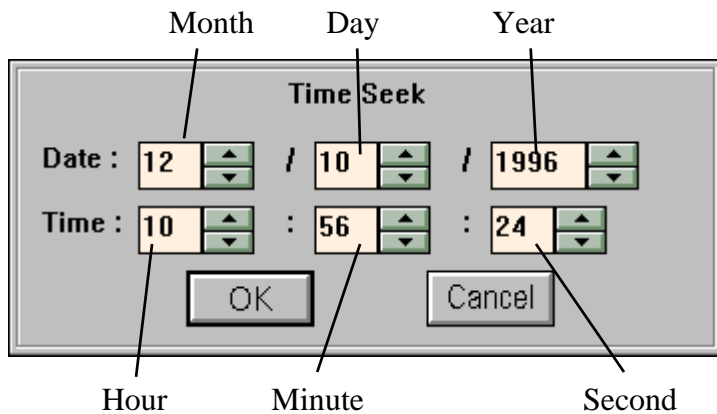 Month Day Year
Time Seek
Date : 12 / 10 / 1996
Time : 10 : 56 : 24
OK Cancel
Hour Minute Second